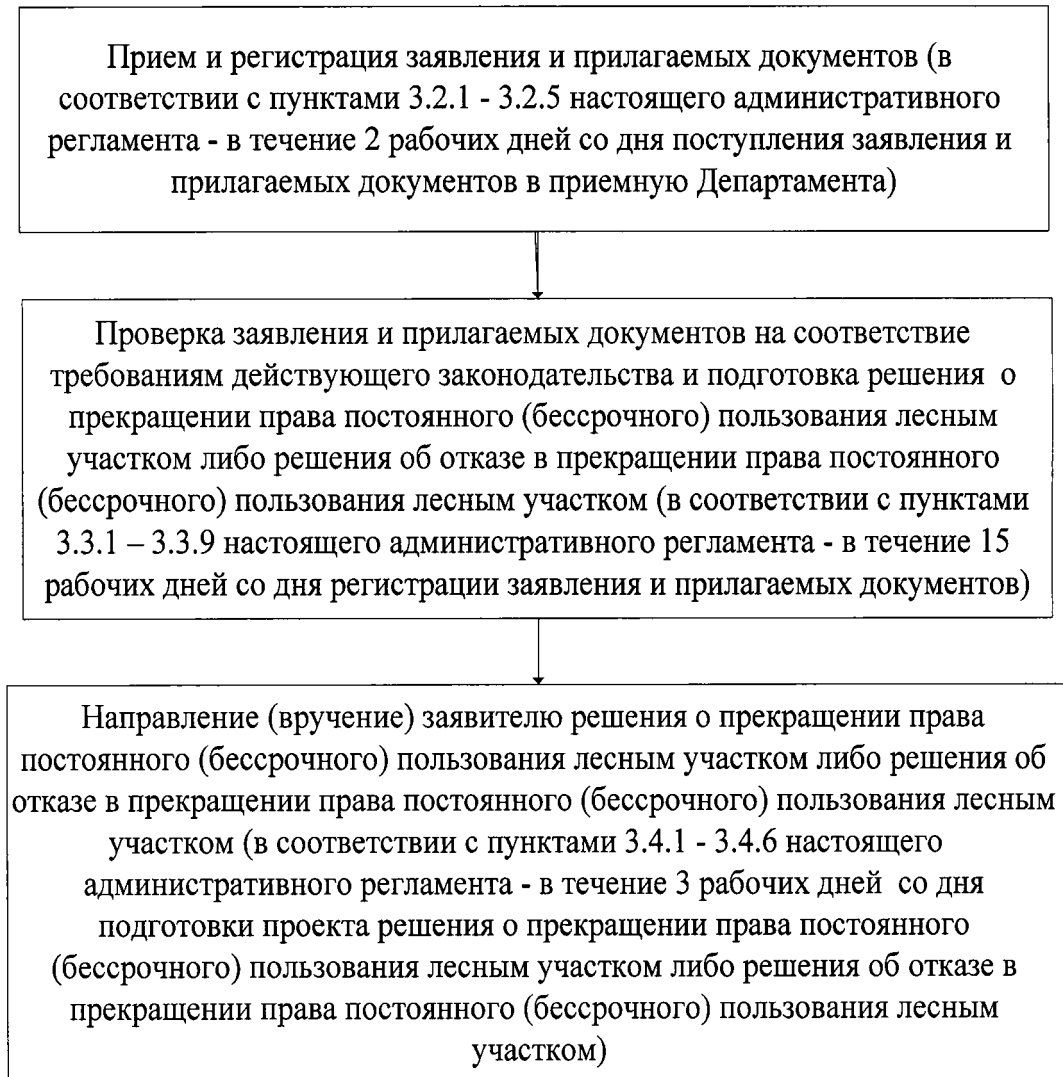 Прием и регистрация заявления и прилагаемых документов (в
соответствии с пунктами 3.2.1 - 3.2.5 настоящего административного
регламента - в течение 2 рабочих дней со дня поступления заявления и
прилагаемых документов в приемную Департамента)
Проверка заявления и прилагаемых документов на соответствие
требованиям действующего законодательства и подготовка решения о
прекращении права постоянного (бессрочного) пользования лесным
участком либо решения об отказе в прекращении права постоянного
(бессрочного) пользования лесным участком (в соответствии с пунктами
3.3.1 – 3.3.9 настоящего административного регламента - в течение 15
рабочих дней со дня регистрации заявления и прилагаемых документов)
Направление (вручение) заявителю решения о прекращении права
постоянного (бессрочного) пользования лесным участком либо решения об
отказе в прекращении права постоянного (бессрочного) пользования лесным
участком (в соответствии с пунктами 3.4.1 - 3.4.6 настоящего
административного регламента - в течение 3 рабочих дней со дня
подготовки проекта решения о прекращении права постоянного
(бессрочного) пользования лесным участком либо решения об отказе в
прекращении права постоянного (бессрочного) пользования лесным
участком)